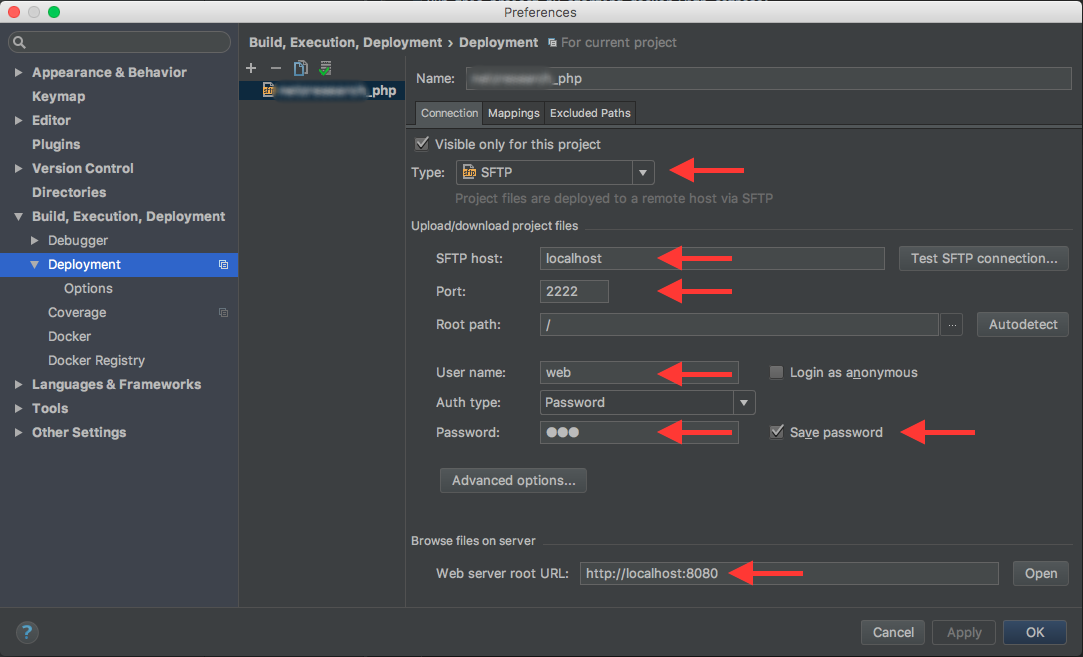 Preferences
Build, Execution, Deployment › Deployment For current project
Appearance & Behavior
Keymap
Editor
Plugins
Version Control
Directories
Build, Execution, Deployment
Debugger
Deployment
Options
Coverage
Docker
Docker Registry
Languages & Frameworks
Tools
Other Settings
_php
Name: _php
Connection Mappings Excluded Paths
Visible only for this project
Type: SFTP
Project files are deployed to a remote host via SFTP
Upload/download project files
SFTP host: localhost Test SFTP connection...
Port: 2222
Root path: / ... Autodetect
User name: web Login as anonymous
Auth type: Password
Password: ●●● Save password
Advanced options...
Browse files on server
Web server root URL: http://localhost:8080 Open
? Cancel Apply OK